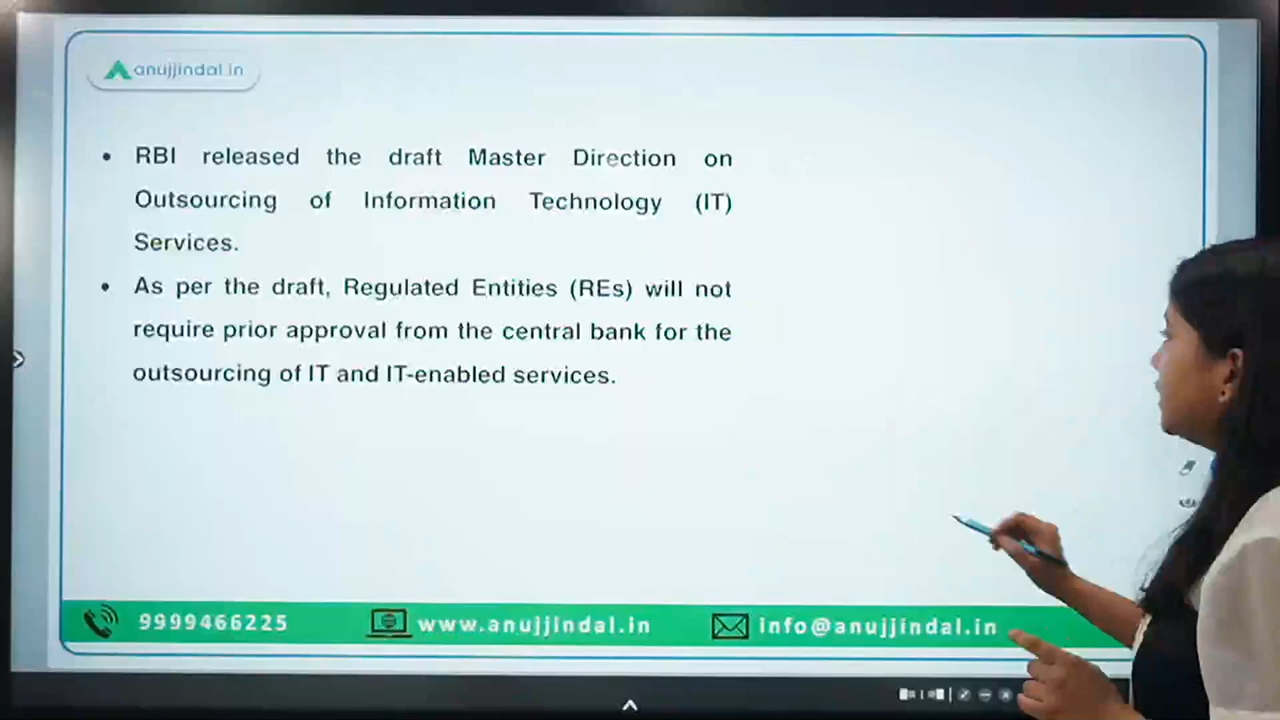 anujjindal.in
• RBI released the draft Master Direction on
Outsourcing of Information Technology (IT)
Services.
• As per the draft, Regulated Entities (REs) will not
require prior approval from the central bank for the
outsourcing of IT and IT-enabled services.
9999466225 www.anujjindal.in info@anujjindal.in